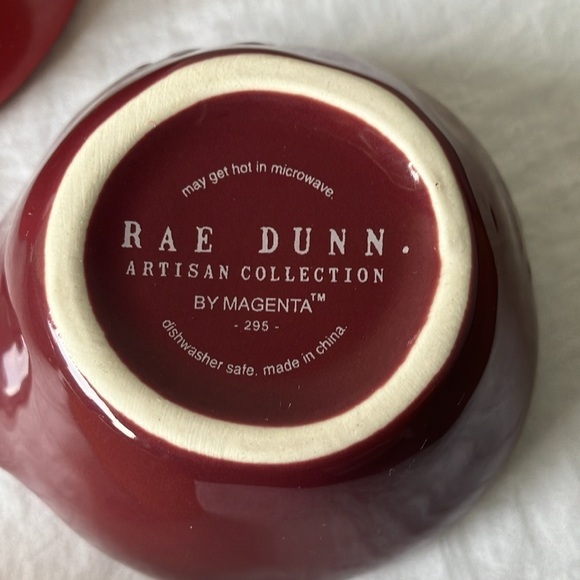 may get hot in microwave.
RAE DUNN.
ARTISAN COLLECTION
BY MAGENTA™
- 295 -
dishwasher safe. made in china.